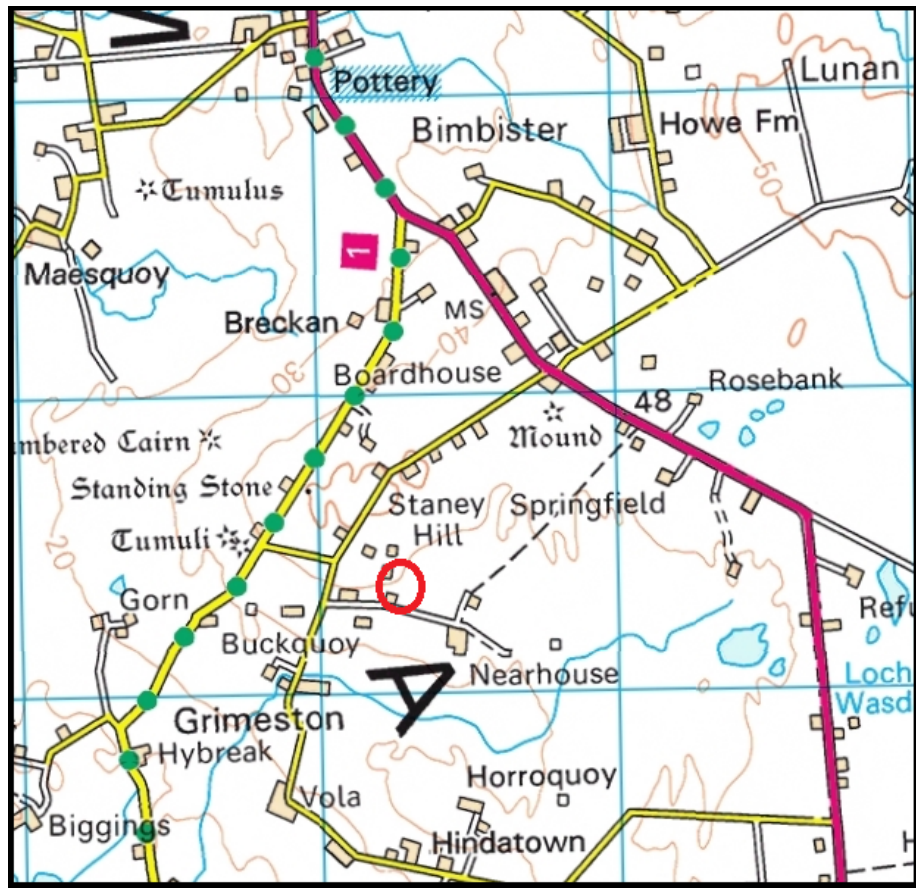 Pottery
Lunan
Bimbister
Howe Fm
Tumulus
50
Maesquoy
1
MS
Breckan
40
30
Boardhouse
Rosebank
48
mbered Cairn
Mound
Standing Stone
Staney
Hill
Springfield
Tumuli
20
Gorn
Ref
Buckquoy
A
Nearhouse
Loch
Wasd
Grimeston
Hybreak
Horroquoy
Vola
Biggings
Hindatown
H